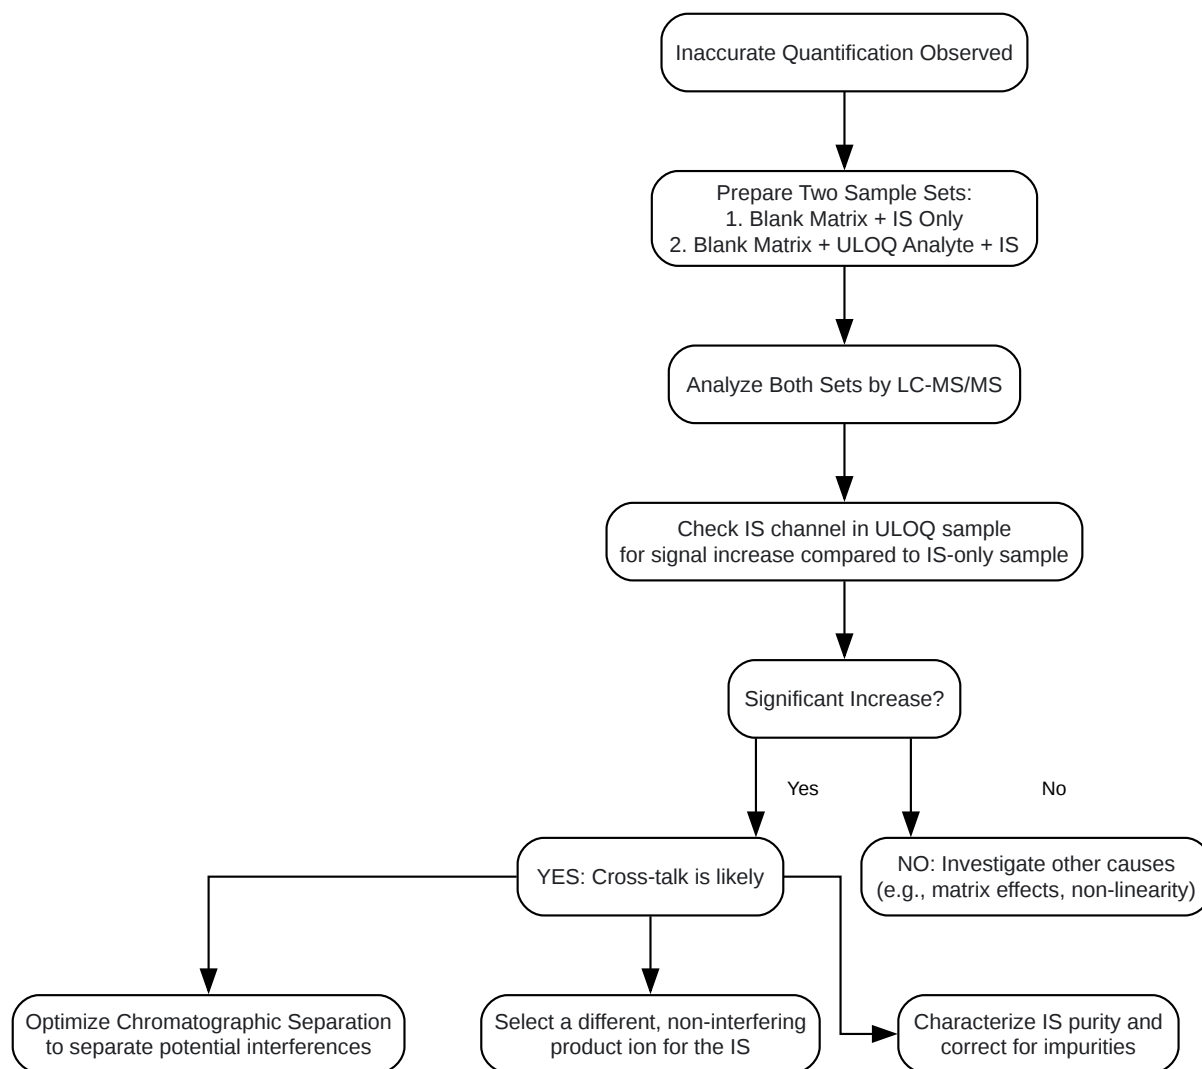 Inaccurate Quantification Observed
Prepare Two Sample Sets:
1. Blank Matrix + IS Only
2. Blank Matrix + ULOQ Analyte + IS
Analyze Both Sets by LC-MS/MS
Check IS channel in ULOQ sample
for signal increase compared to IS-only sample
Significant Increase?
Yes
No
YES: Cross-talk is likely
NO: Investigate other causes
(e.g., matrix effects, non-linearity)
Optimize Chromatographic Separation
to separate potential interferences
Select a different, non-interfering
product ion for the IS
Characterize IS purity and
correct for impurities